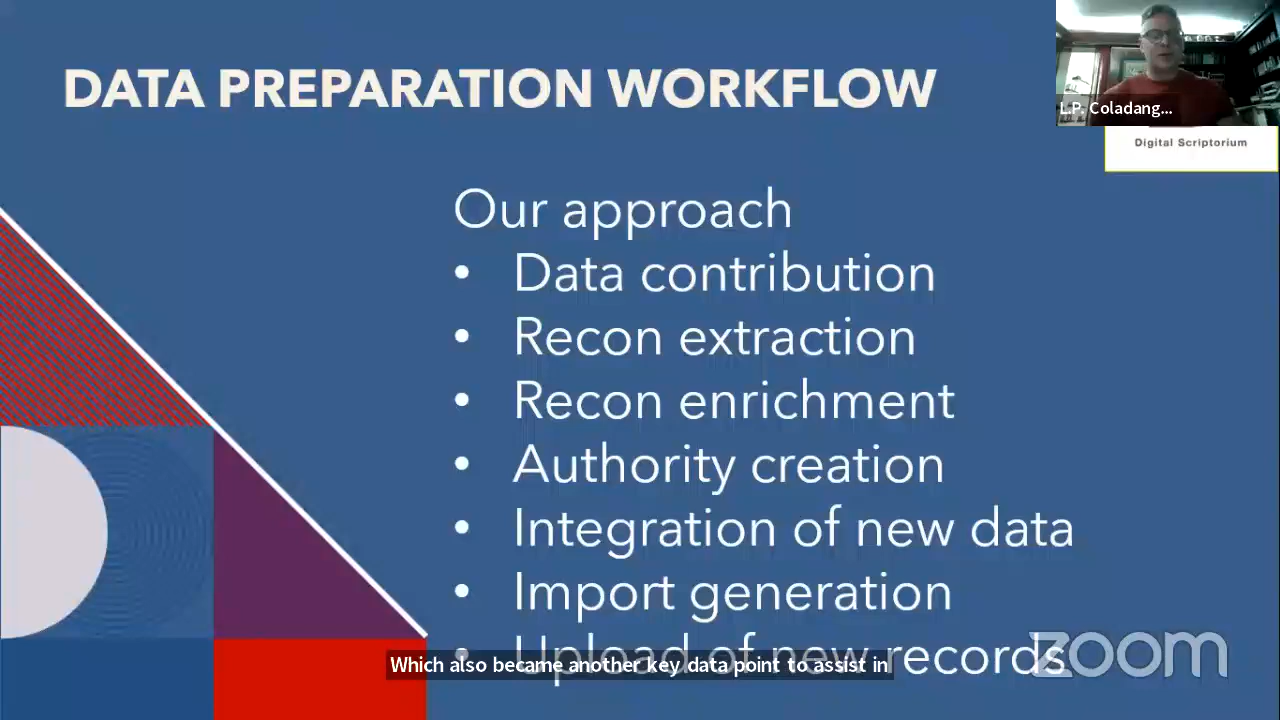 DATA PREPARATION WORKFLOW
L.P. Coladang...
Digital Scriptorium
Our approach
• Data contribution
• Recon extraction
• Recon enrichment
• Authority creation
• Integration of new data
• Import generation
• Upload of new records
Which also became another key data point to assist in
zoom